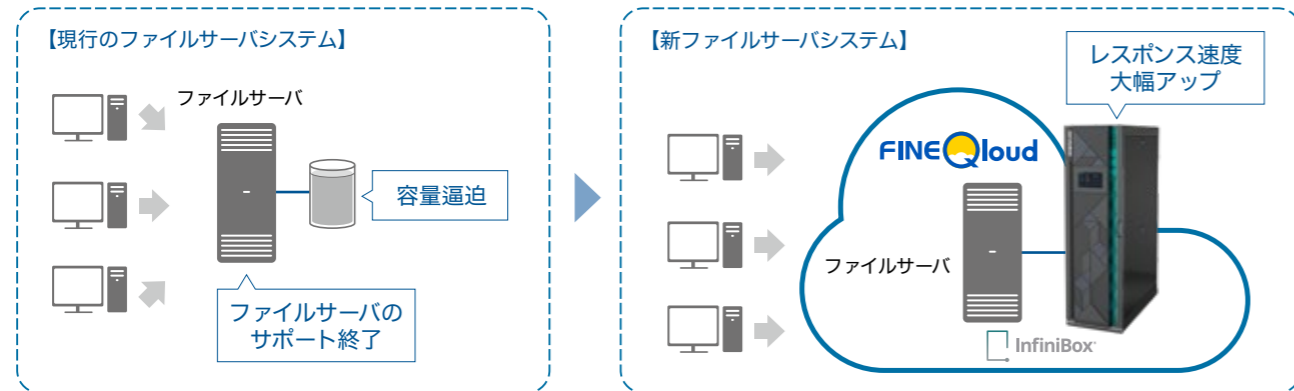 【現行のファイルサーバシステム】
ファイルサーバ
容量逼迫
ファイルサーバの
サポート終了
【新ファイルサーバシステム】
レスポンス速度
大幅アップ
FINEQloud
ファイルサーバ
InfiniBox